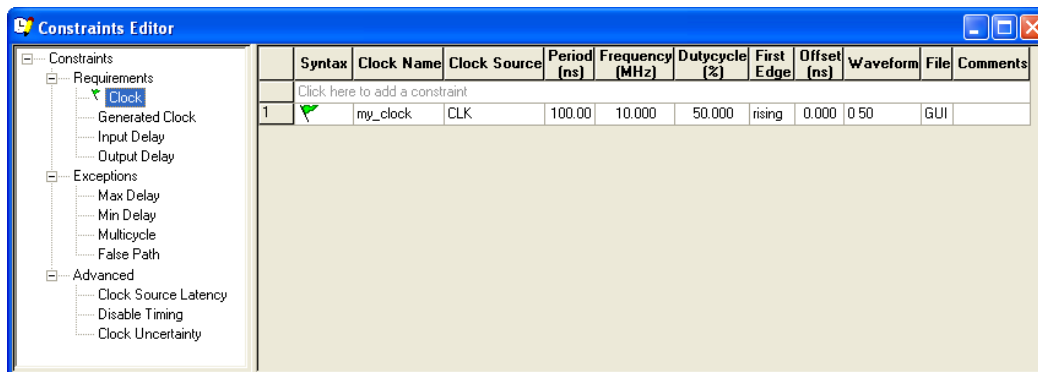 Constraints Editor
Constraints
Requirements
Clock
Generated Clock
Input Delay
Output Delay
Exceptions
Max Delay
Min Delay
Multicycle
False Path
Advanced
Clock Source Latency
Disable Timing
Clock Uncertainty
Syntax Clock Name Clock Source Period (ns) Frequency (MHz) Dutycycle (%) First Edge Offset (ns) Waveform File Comments
Click here to add a constraint
1 my_clock CLK 100.00 10.000 50.000 rising 0.000 0 50 GUI